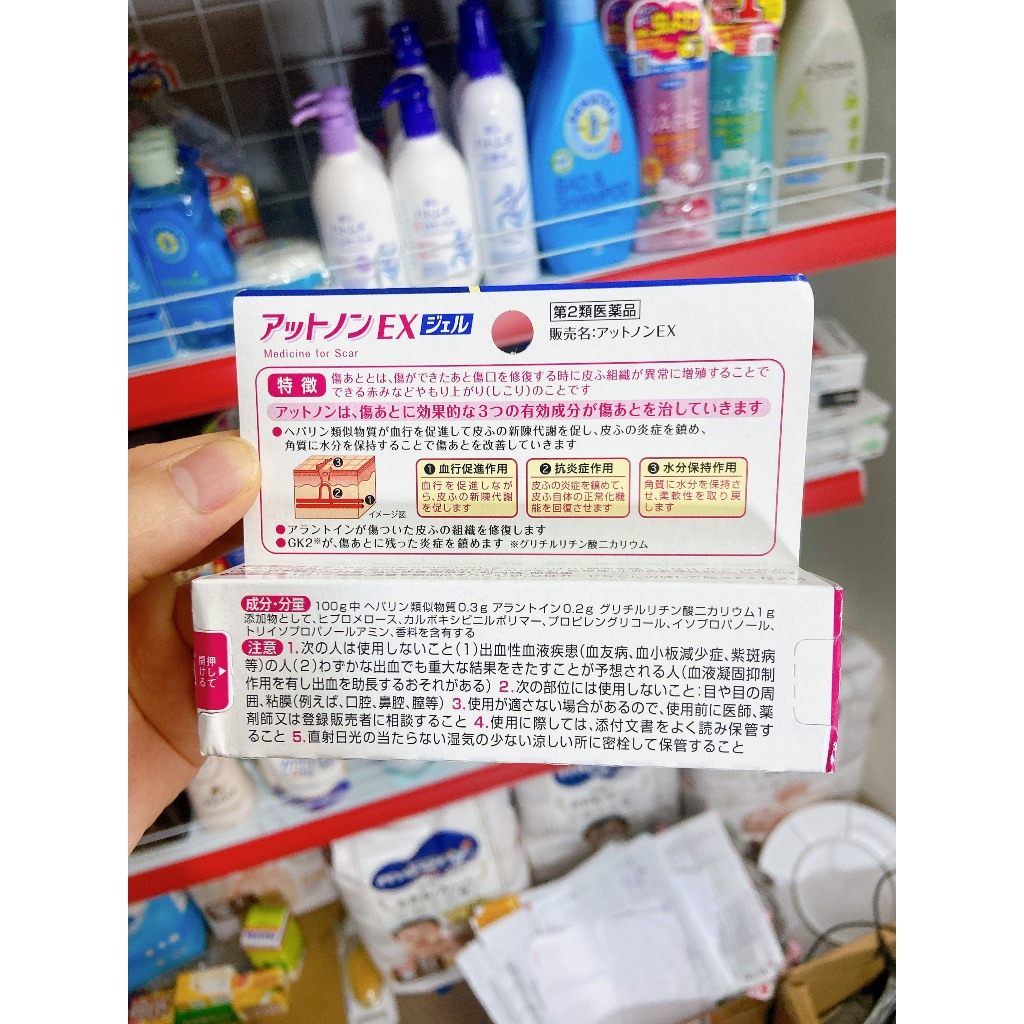 VAPE
VAPE
アットノンEX ジェル
Medicine for Scar
第2類医薬品
販売名:アットノンEX
特徴
傷あととは、傷ができたあと傷口を修復する時に皮ふ組織が異常に増殖することで
できる赤みなどやもり上がり(しこり)のことです
アットノンは、傷あとに効果的な3つの有効成分が傷あとを治していきます
●ヘパリン類似物質が血行を促進して皮ふの新陳代謝を促し、皮ふの炎症を鎮め、
角質に水分を保持することで傷あとを改善していきます
❸
❷
❶
イメージ図
❶血行促進作用
血行を促進しなが
ら、皮ふの新陳代謝
を促します
❷抗炎症作用
皮ふの炎症を鎮めて、
皮ふ自体の正常化機
能を回復させます
❸水分保持作用
角質に水分を保持さ
せ、柔軟性を取り戻
します
●アラントインが傷ついた皮ふの組織を修復します
●GK2※が、傷あとに残った炎症を鎮めます ※グリチルリチン酸二カリウム
成分・分量 100g中 ヘパリン類似物質0.3g アラントイン0.2g グリチルリチン酸二カリウム1g
添加物として、ヒプロメロース、カルボキシビニルポリマー、プロピレングリコール、イソプロパノール、
トリイソプロパノールアミン、香料を含有する
注意 1.次の人は使用しないこと(1)出血性血液疾患(血友病、血小板減少症、紫斑病
等)の人(2)わずかな出血でも重大な結果をきたすことが予想される人(血液凝固抑制
作用を有し出血を助長するおそれがある) 2.次の部位には使用しないこと:目や目の周
囲、粘膜(例えば、口腔、鼻腔、膣等) 3.使用が適さない場合があるので、使用前に医師、薬
剤師又は登録販売者に相談すること 4.使用に際しては、添付文書をよく読み保管す
ること 5.直射日光の当たらない湿気の少ない涼しい所に密栓して保管すること
押して
開ける